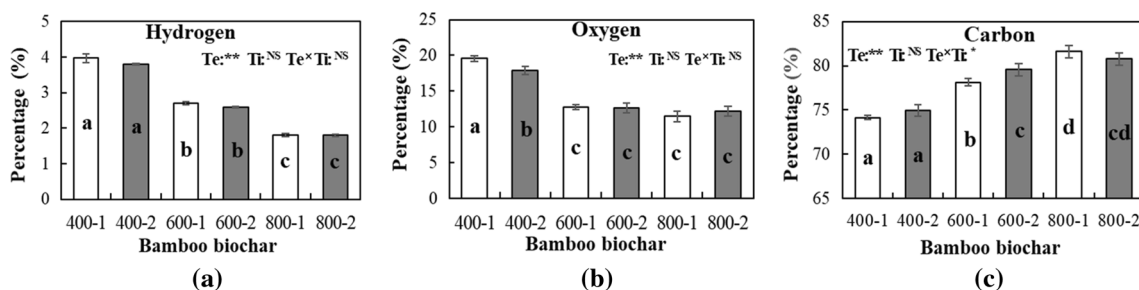 Hydrogen
Te:** Ti:NS Te×Ti:NS
Percentage (%)
5
4
3
2
1
0
a
a
b
b
c
c
400-1 400-2 600-1 600-2 800-1 800-2
Bamboo biochar
(a)
Oxygen
Te:** Ti:NS Te×Ti:NS
Percentage (%)
25
20
15
10
5
0
a
b
c
c
c
c
400-1 400-2 600-1 600-2 800-1 800-2
Bamboo biochar
(b)
Carbon
Te:** Ti:NS Te×Ti:*
Percentage (%)
85
80
75
70
65
a
a
b
c
d
cd
400-1 400-2 600-1 600-2 800-1 800-2
Bamboo biochar
(c)